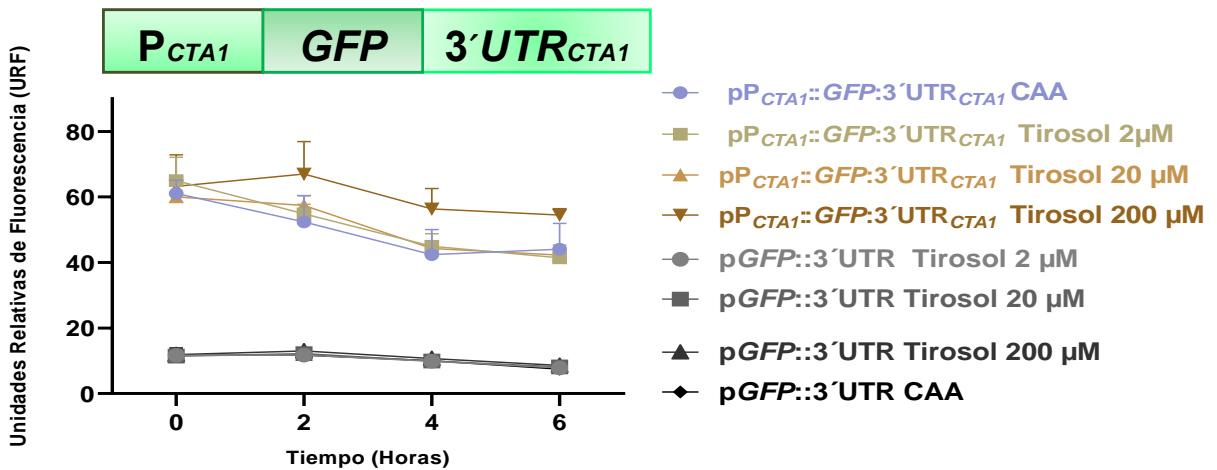 PCTA1 GFP 3´UTRCTA1
Unidades Relativas de Fluorescencia (URF)
80
60
40
20
0
0 2 4 6
Tiempo (Horas)
pPCTA1::GFP:3´UTRCTA1 CAA
pPCTA1::GFP:3´UTRCTA1 Tirosol 2µM
pPCTA1::GFP:3´UTRCTA1 Tirosol 20 µM
pPCTA1::GFP:3´UTRCTA1 Tirosol 200 µM
pGFP::3´UTR Tirosol 2 µM
pGFP::3´UTR Tirosol 20 µM
pGFP::3´UTR Tirosol 200 µM
pGFP::3´UTR CAA